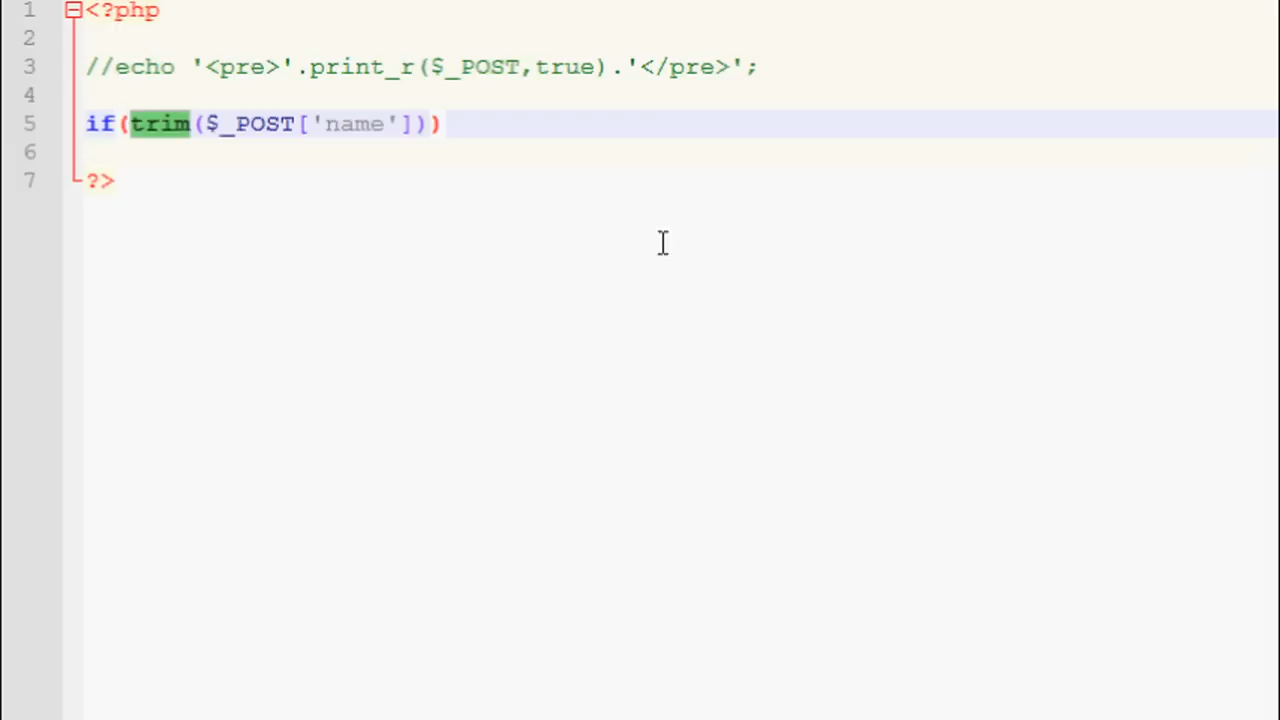 1 <?php
2
3 //echo '<pre>'.print_r($_POST,true).'</pre>';
4
5 if(trim($_POST['name']))
6
7 ?>